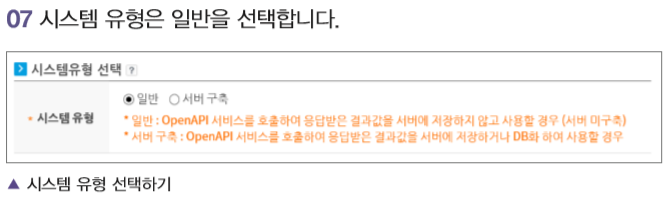 07 시스템 유형은 일반을 선택합니다.
시스템유형 선택 ?
일반 서버 구축
* 시스템 유형
* 일반 : OpenAPI 서비스를 호출하여 응답받은 결과값을 서버에 저장하지 않고 사용할 경우 (서버 미구축)
* 서버 구축 : OpenAPI 서비스를 호출하여 응답받은 결과값을 서버에 저장하거나 DB화 하여 사용할 경우
▲ 시스템 유형 선택하기